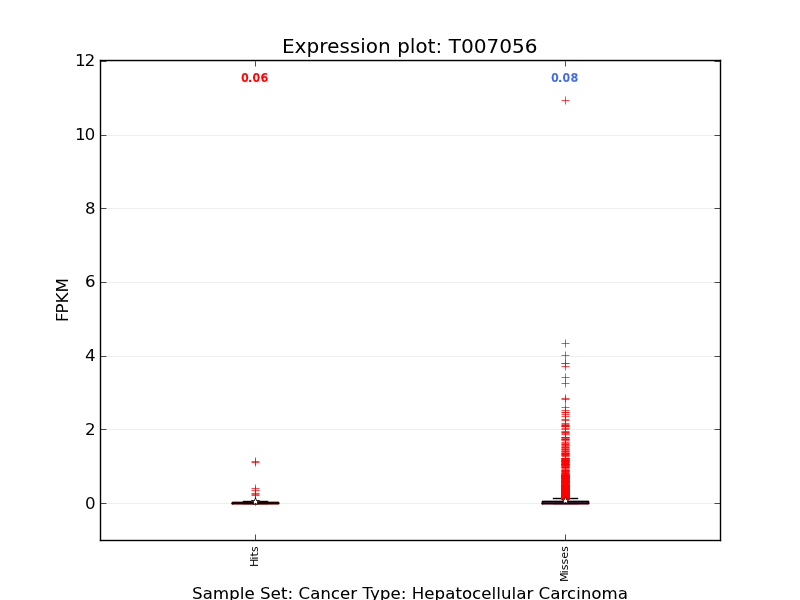 Expression plot: T007056
12
0.06
0.08
10
8
6
4
2
0
FPKM
Hits
Misses
Sample Set: Cancer Type: Hepatocellular Carcinoma